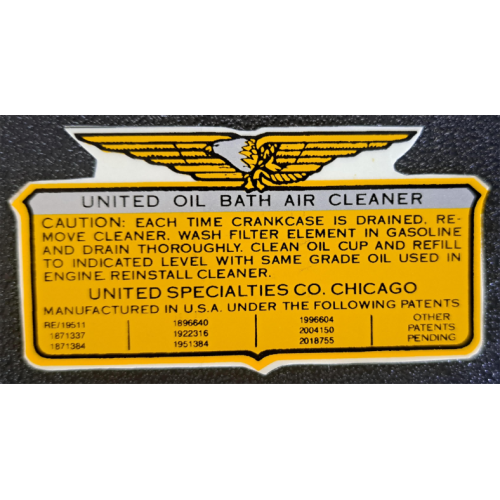 UNITED OIL BATH AIR CLEANER
CAUTION: EACH TIME CRANKCASE IS DRAINED, RE-
MOVE CLEANER, WASH FILTER ELEMENT IN GASOLINE
AND DRAIN THOROUGHLY. CLEAN OIL CUP AND REFILL
TO INDICATED LEVEL WITH SAME GRADE OIL USED IN
ENGINE. REINSTALL CLEANER.
UNITED SPECIALTIES CO. CHICAGO
MANUFACTURED IN U.S.A. UNDER THE FOLLOWING PATENTS
RE/19511 1896640 1996604 OTHER
1871337 1922316 2004150 PATENTS
1871384 1951384 2018755 PENDING